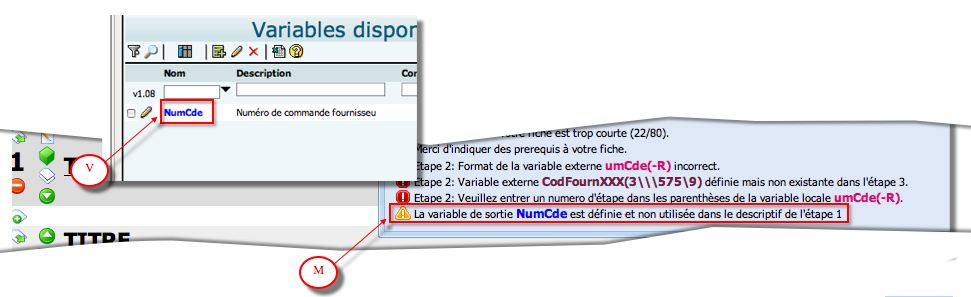 Variables dispor
Nom Description Cor
v1.08
NumCde Numéro de commande fournisseu
V
1
T
TITRE
fiche est trop courte (22/80).
Merci d'indiquer des prerequis à votre fiche.
Etape 2: Format de la variable externe umCde(-R) incorrect.
Etape 2: Variable externe CodFournXXX(3\\\575\9) définie mais non existante dans l'étape 3.
Etape 2: Veuillez entrer un numero d'étape dans les parenthèses de la variable locale umCde(-R).
La variable de sortie NumCde est définie et non utilisée dans le descriptif de l'étape 1
M